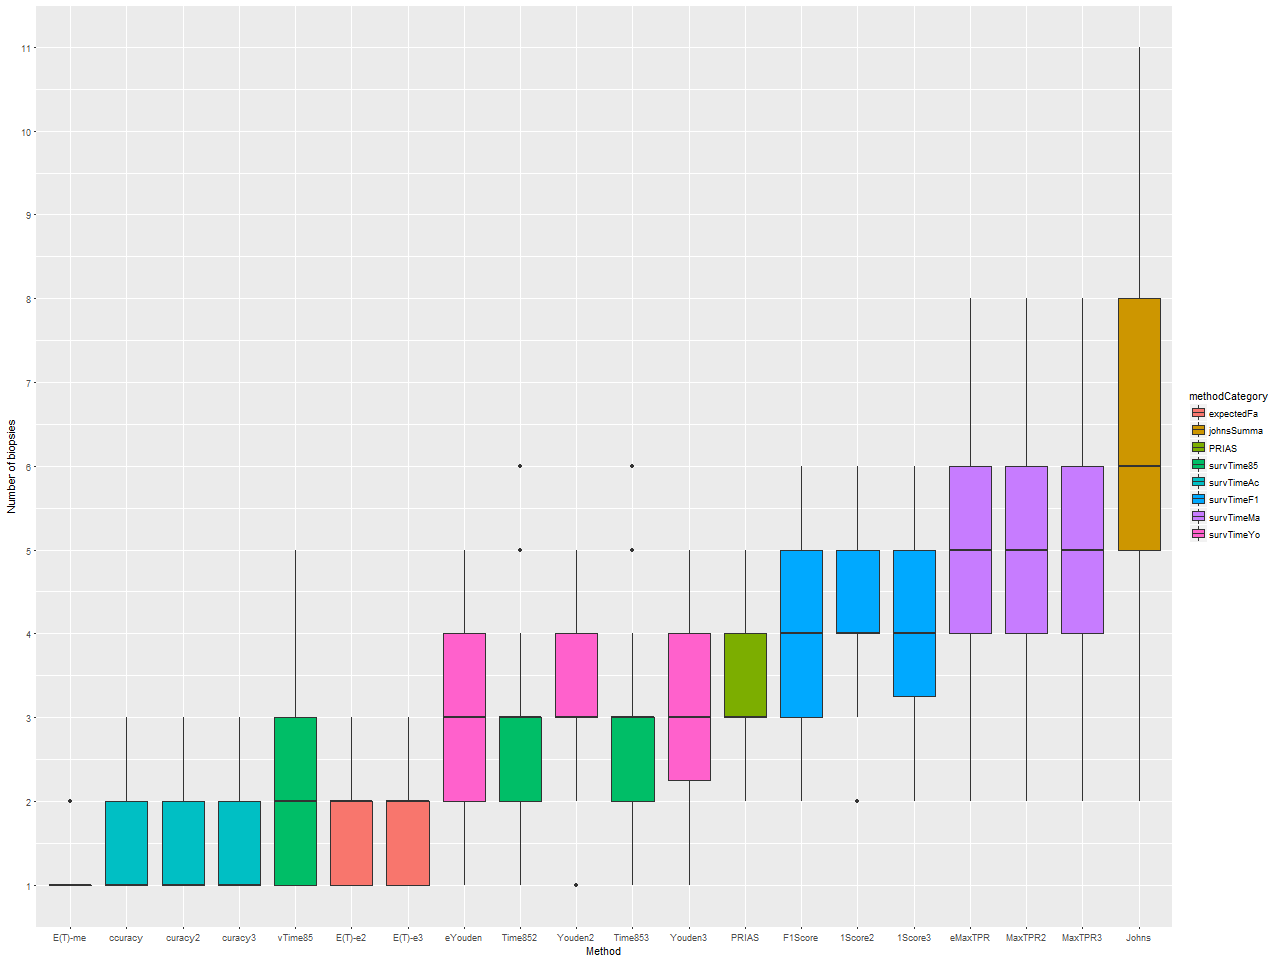 Number of biopsies
11
10
9
8
7
6
5
4
3
2
1
E(T)-me ccuracy curacy2 curacy3 vTime85 E(T)-e2 E(T)-e3 eYouden Time852 Youden2 Time853 Youden3 PRIAS F1Score 1Score2 1Score3 eMaxTPR MaxTPR2 MaxTPR3 Johns
Method
methodCategory
expectedFa
johnsSumma
PRIAS
survTime85
survTimeAc
survTimeF1
survTimeMa
survTimeYo